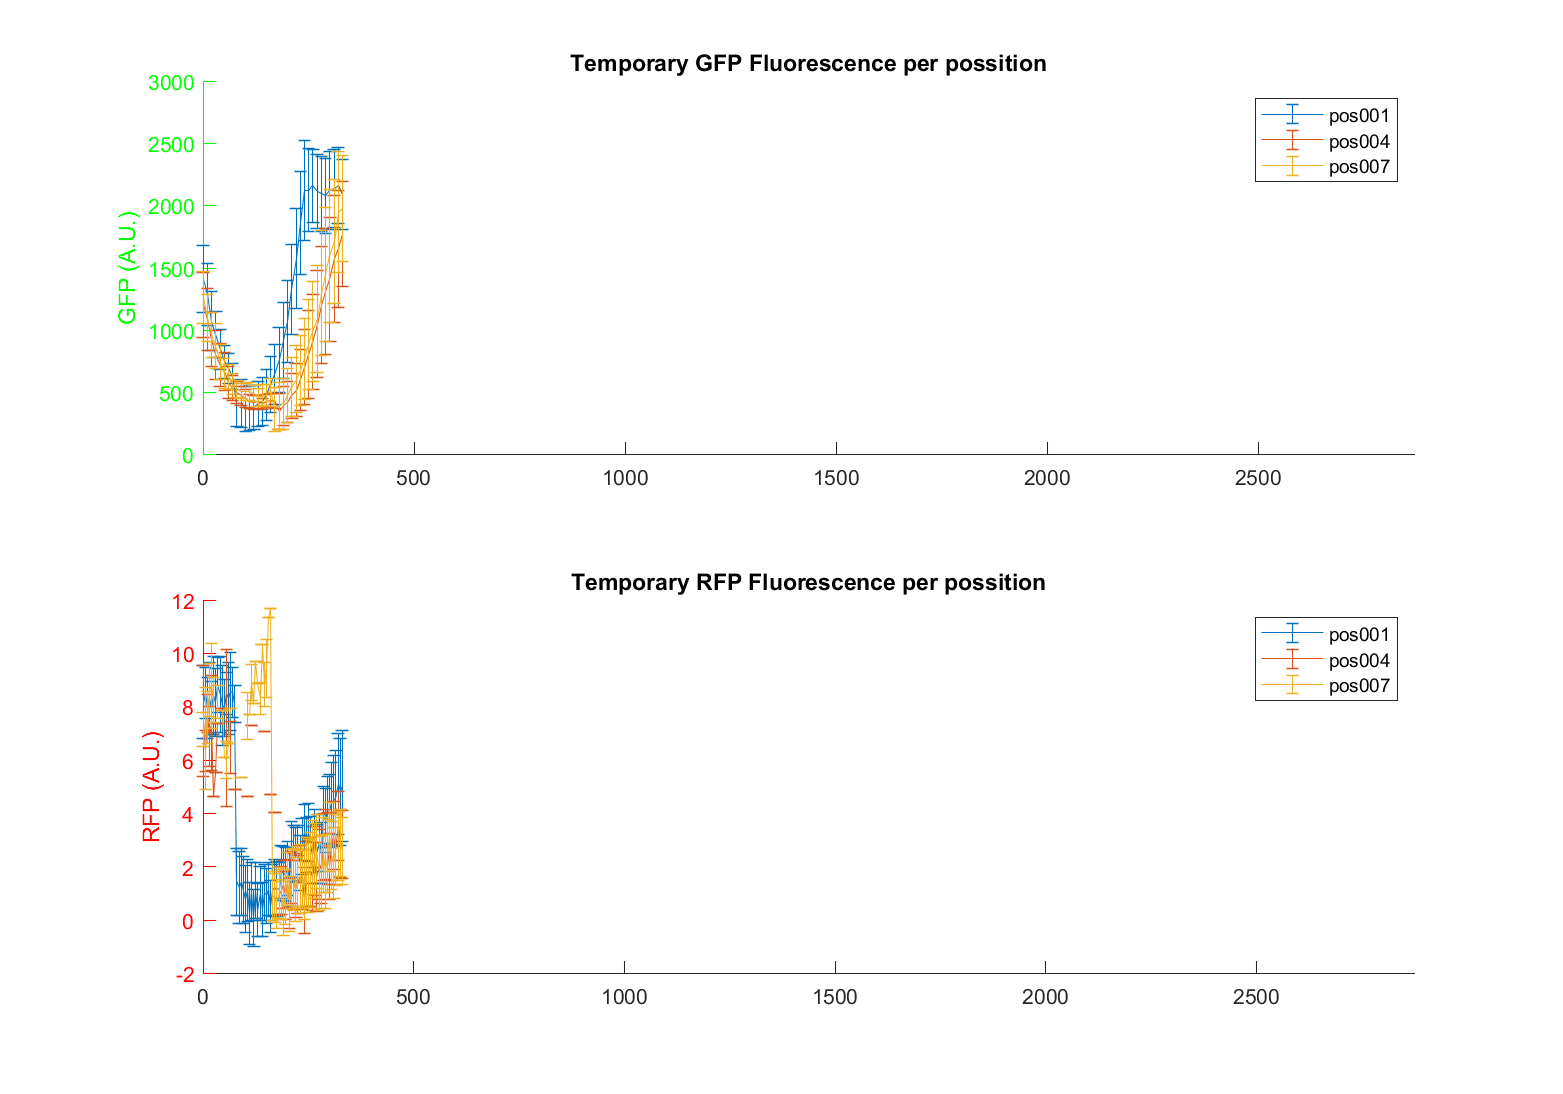 Temporary GFP Fluorescence per possition
3000
2500
2000
1500
1000
500
0
GFP (A.U.)
0 500 1000 1500 2000 2500
pos001
pos004
pos007
Temporary RFP Fluorescence per possition
12
10
8
6
4
2
0
-2
RFP (A.U.)
0 500 1000 1500 2000 2500
pos001
pos004
pos007